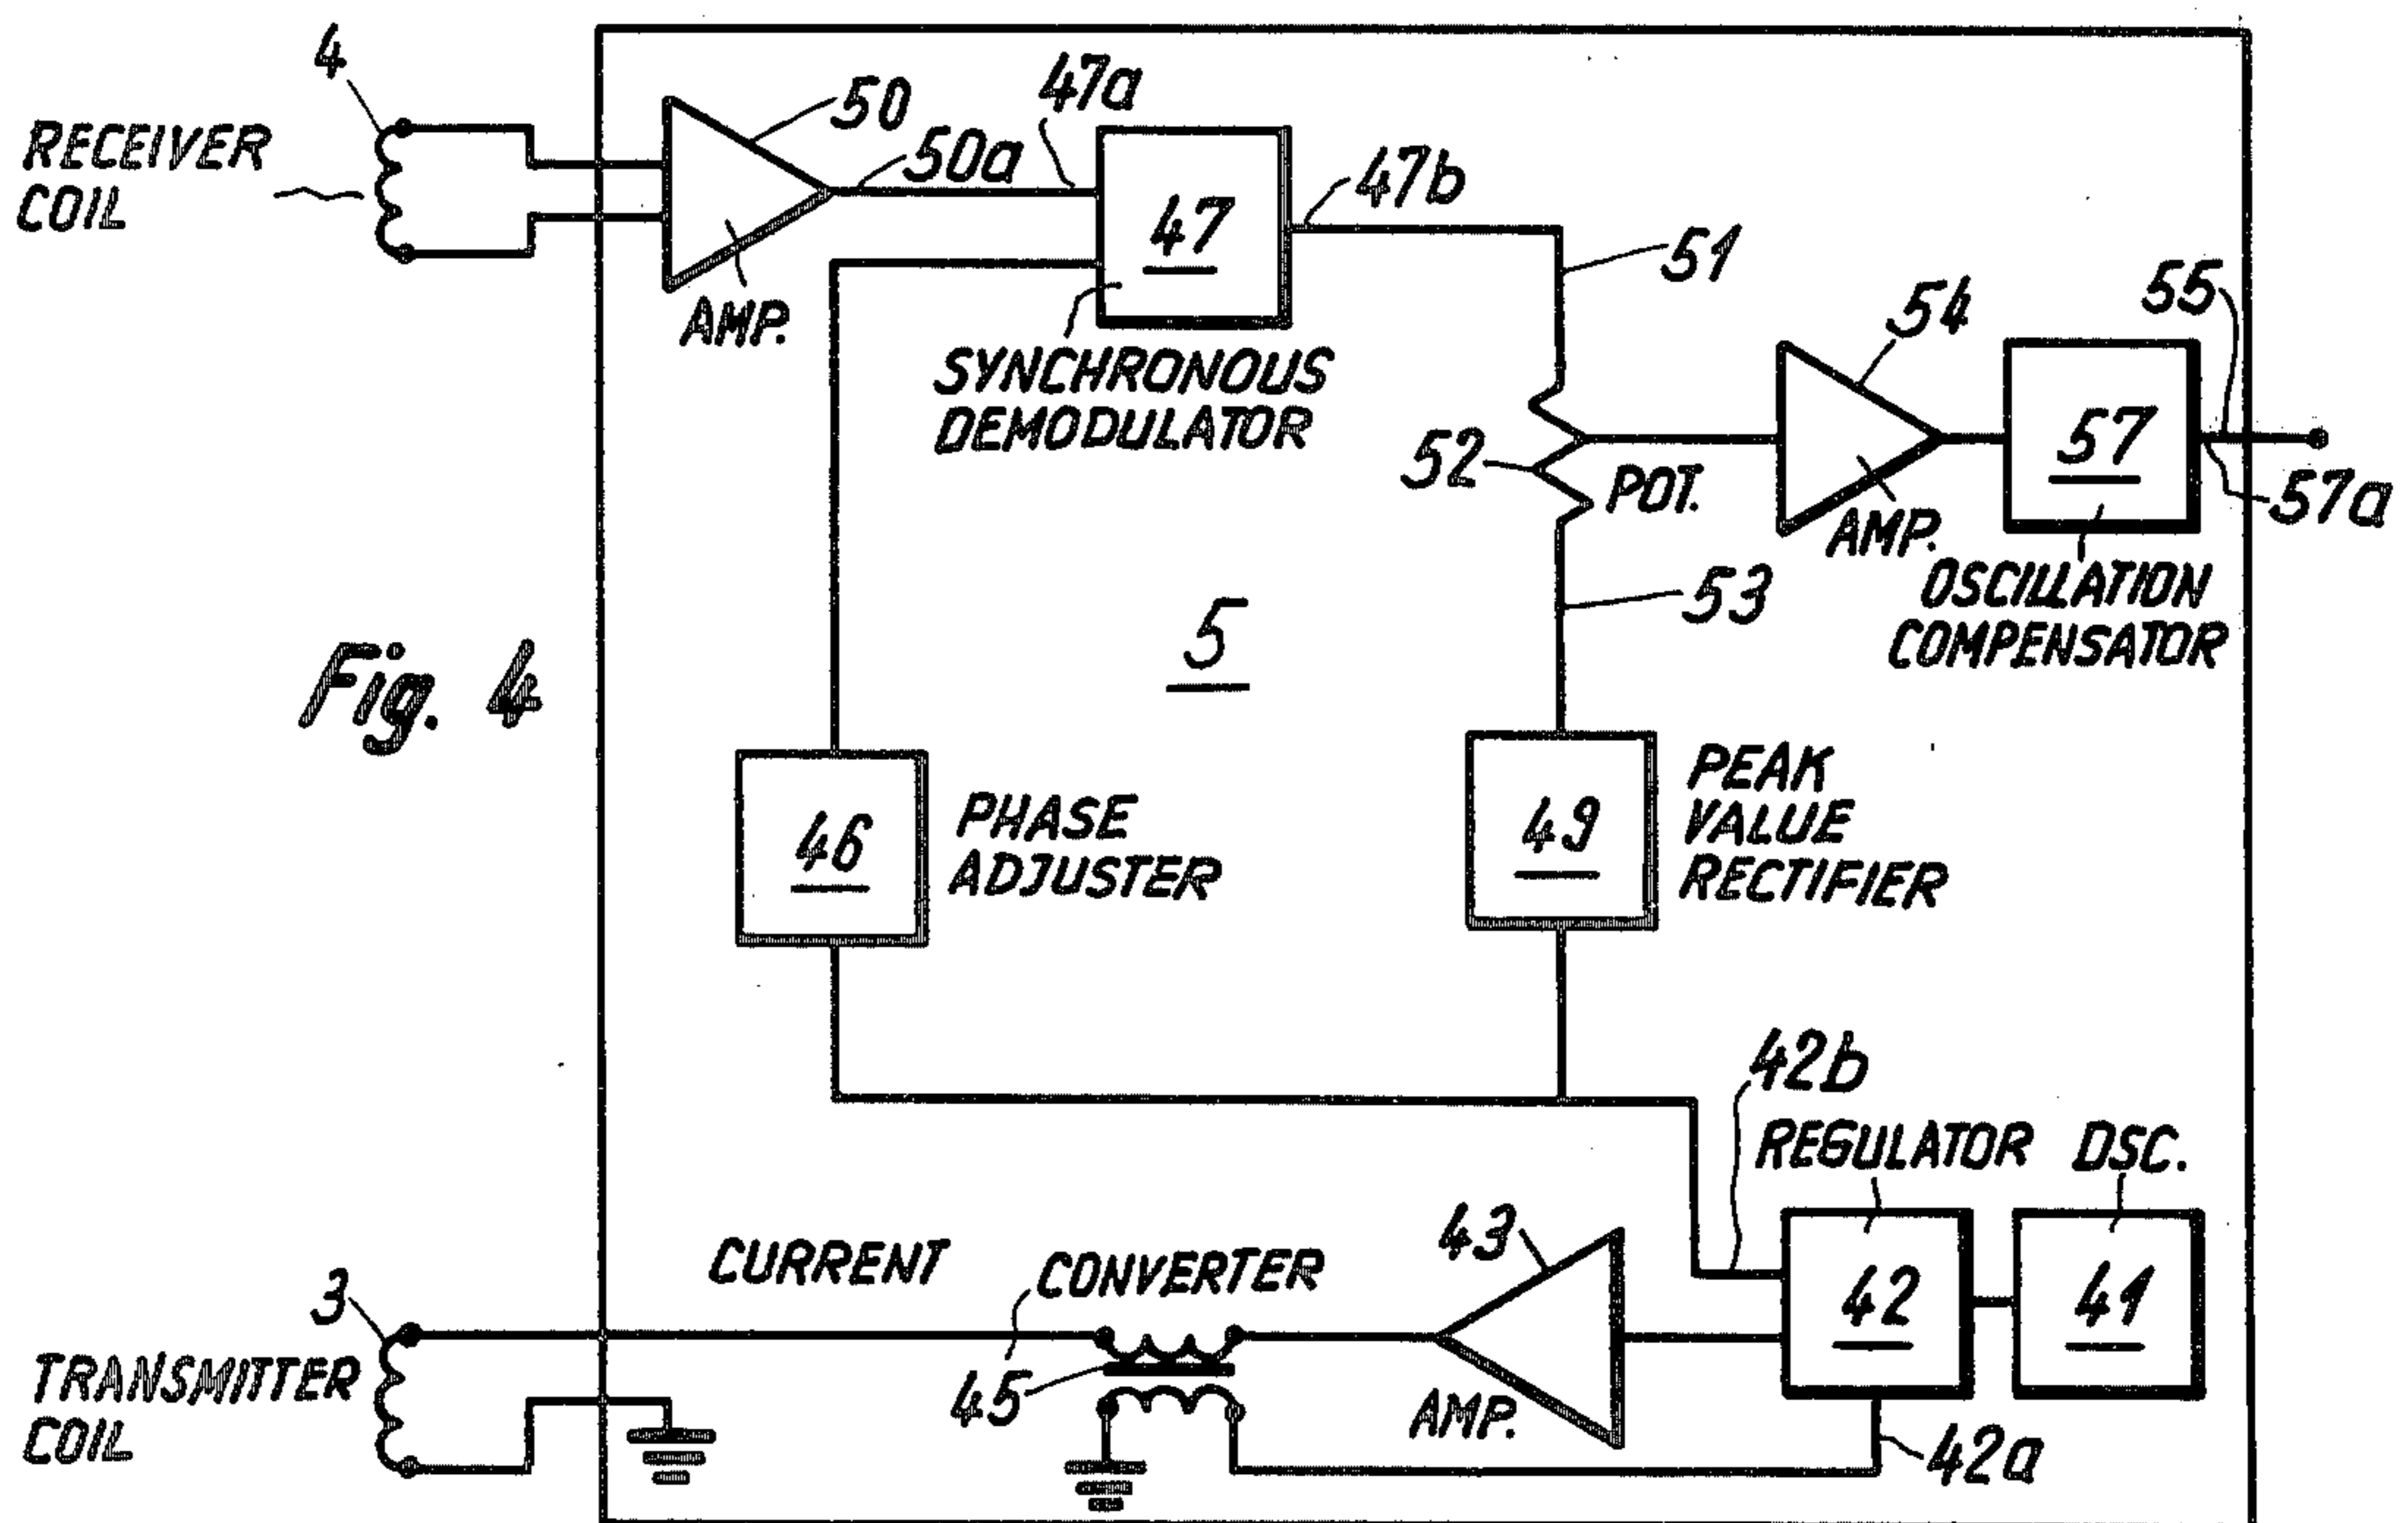 4
RECEIVER
COIL
50
50a
47a
AMP.
47
SYNCHRONOUS
DEMODULATOR
47b
51
52
POT.
53
54
AMP.
55
57
57a
OSCILLATION
COMPENSATOR
Fig. 4
5
46
PHASE
ADJUSTER
49
PEAK
VALUE
RECTIFIER
42b
REGULATOR
OSC.
42
41
42a
43
AMP.
CURRENT CONVERTER
45
3
TRANSMITTER
COIL